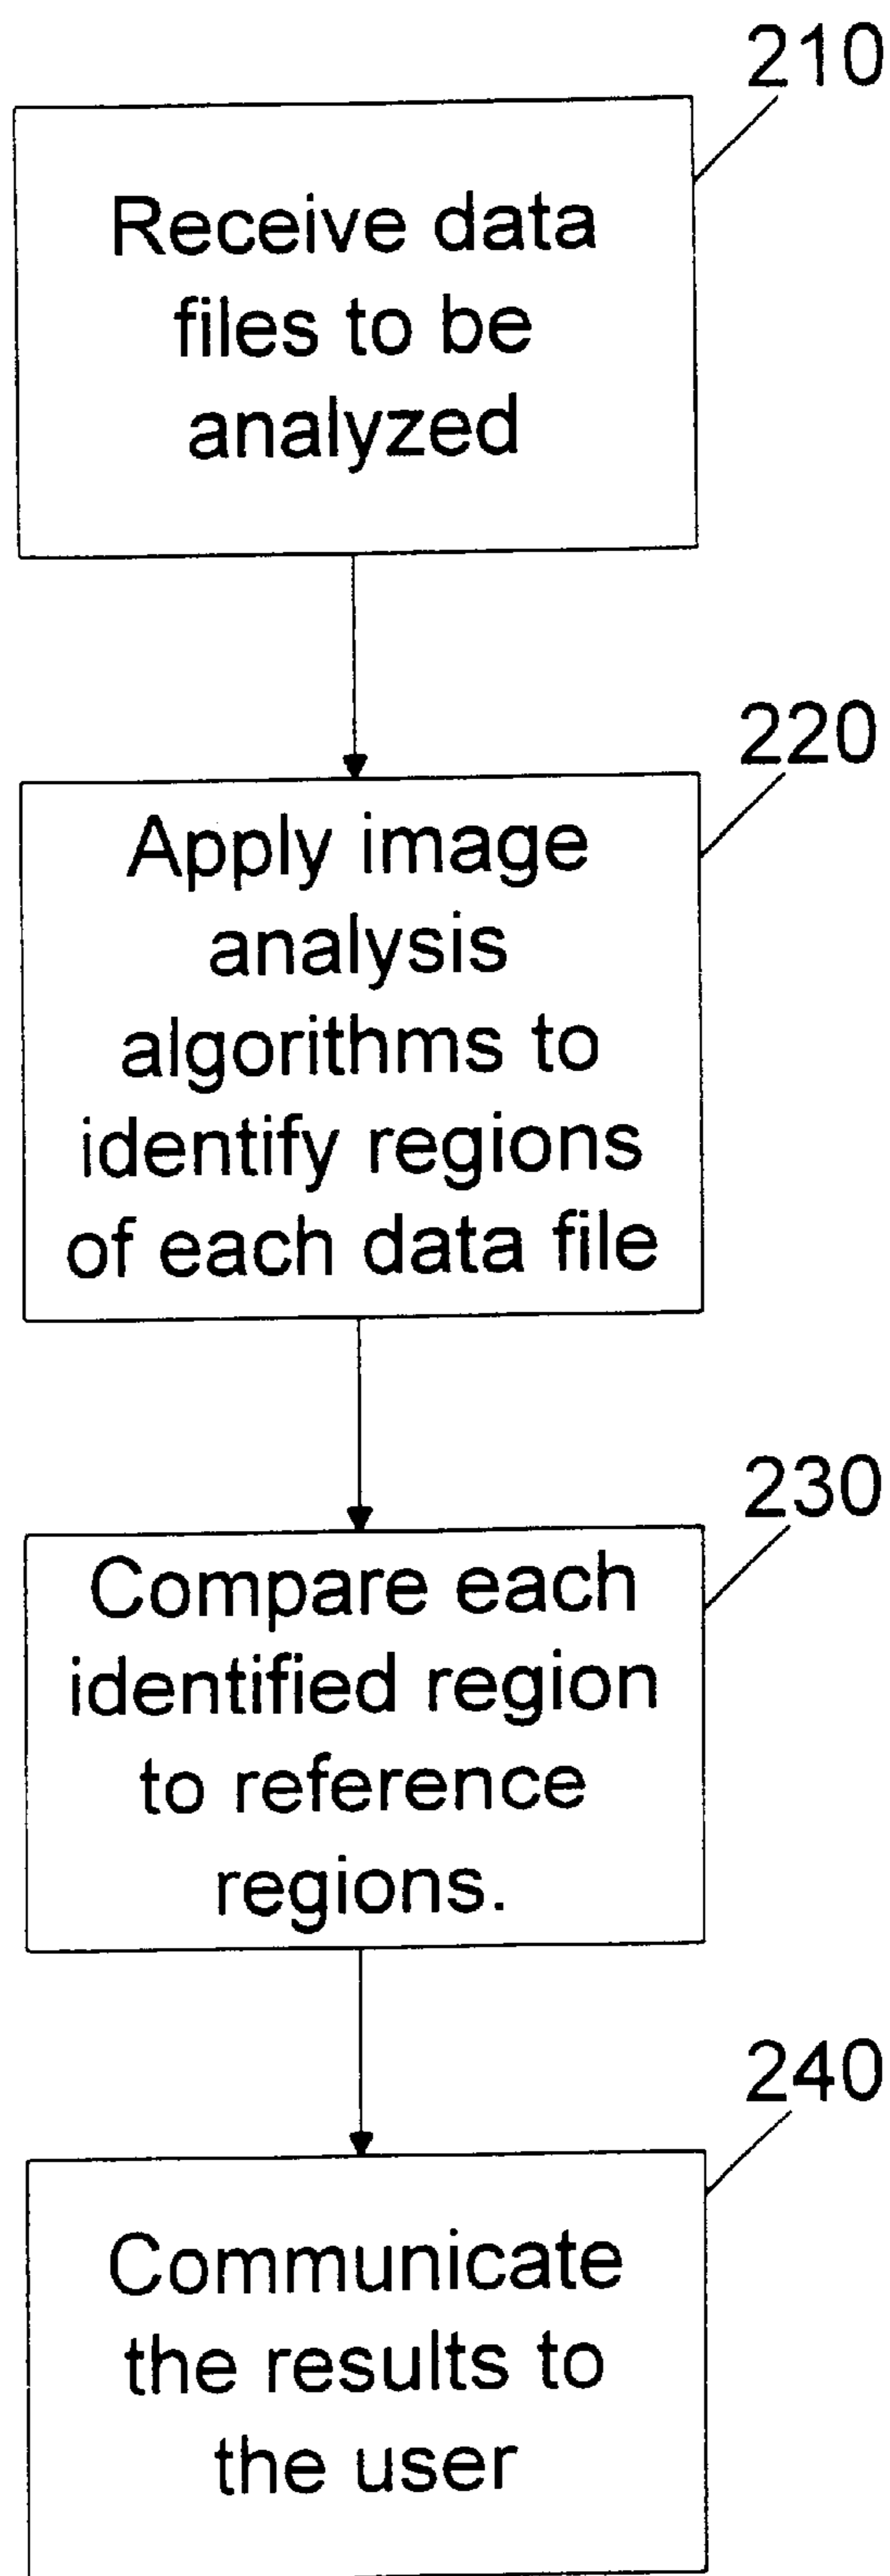 210
Receive data
files to be
analyzed
220
Apply image
analysis
algorithms to
identify regions
of each data file
230
Compare each
identified region
to reference
regions.
240
Communicate
the results to
the user